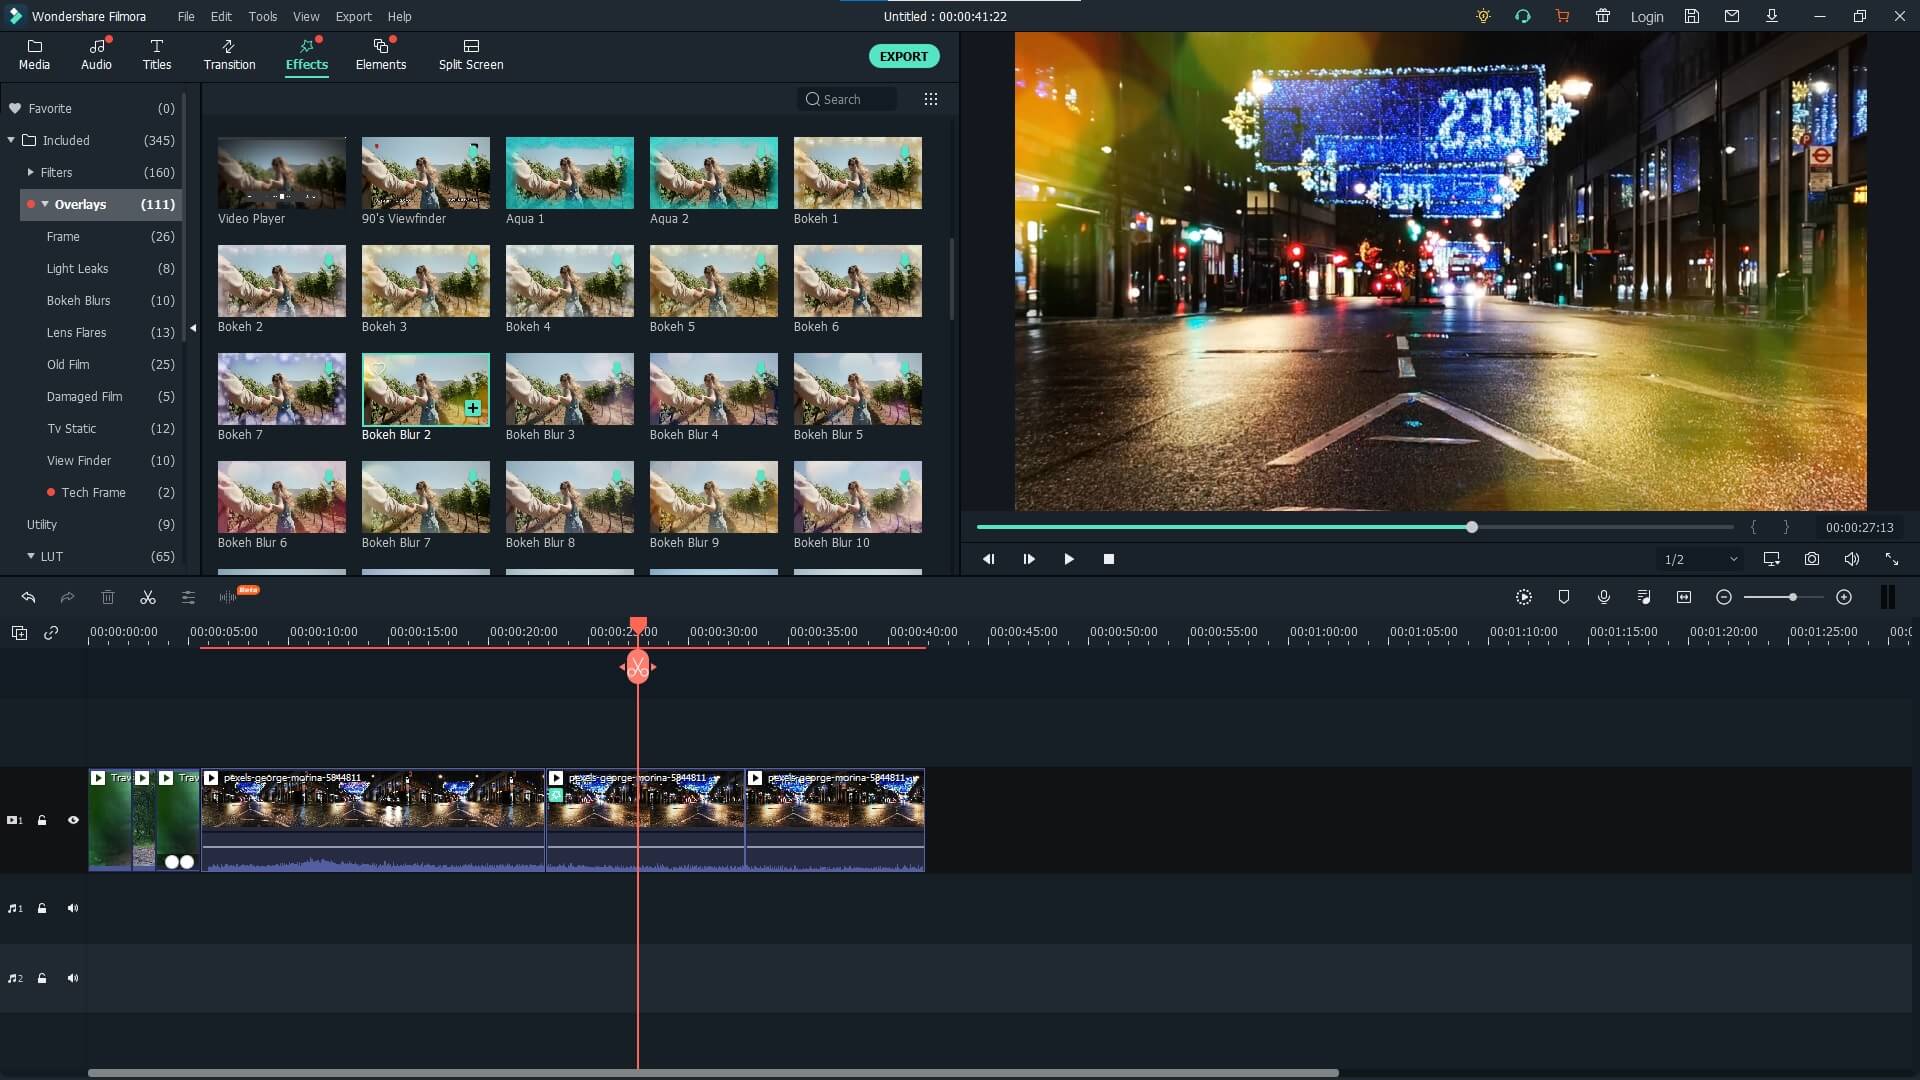 Wondershare Filmora File Edit Tools View Export Help Untitled : 00:00:41:22 Login
Media Audio Titles Transition Effects Elements Split Screen EXPORT
Search
Favorite (0)
Included (345)
Filters (160)
Overlays (111)
Frame (26)
Light Leaks (8)
Bokeh Blurs (10)
Lens Flares (13)
Old Film (25)
Damaged Film (5)
Tv Static (12)
View Finder (10)
Tech Frame (2)
Utility (9)
LUT (65)
Video Player 90's Viewfinder Aqua 1 Aqua 2 Bokeh 1
Bokeh 2 Bokeh 3 Bokeh 4 Bokeh 5 Bokeh 6
Bokeh 7 Bokeh Blur 2 Bokeh Blur 3 Bokeh Blur 4 Bokeh Blur 5
Bokeh Blur 6 Bokeh Blur 7 Bokeh Blur 8 Bokeh Blur 9 Bokeh Blur 10
{ } 00:00:27:13
1/2
Beta
00:00:00:00 00:00:05:00 00:00:10:00 00:00:15:00 00:00:20:00 00:00:25:00 00:00:30:00 00:00:35:00 00:00:40:00 00:00:45:00 00:00:50:00 00:00:55:00 00:01:00:00 00:01:05:00 00:01:10:00 00:01:15:00 00:01:20:00 00:01:25:00 00:0
Trav Trav pexels-george-morina-5844811 pexels-george-morina-5844811 pexels-george-morina-5844811
1
1
2